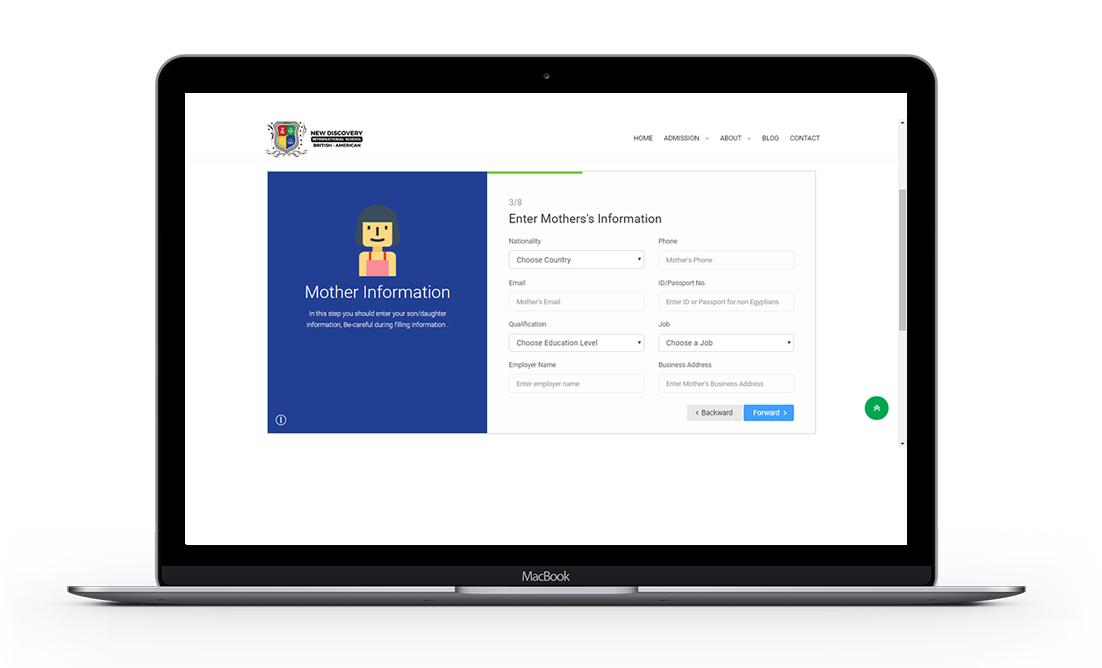 NEW DISCOVERY
INTERNATIONAL SCHOOL
BRITISH - AMERICAN
HOME ADMISSION ABOUT BLOG CONTACT
Mother Information
In this step you should enter your son/daughter
information, Be-careful during filling information .
3/8
Enter Mothers's Information
Nationality Phone
Choose Country Mother's Phone
Email ID/Passport No.
Mother's Email Enter ID or Passport for non Egyptians
Qualification Job
Choose Education Level Choose a Job
Employer Name Business Address
Enter employer name Enter Mother's Business Address
Backward Forward
MacBook